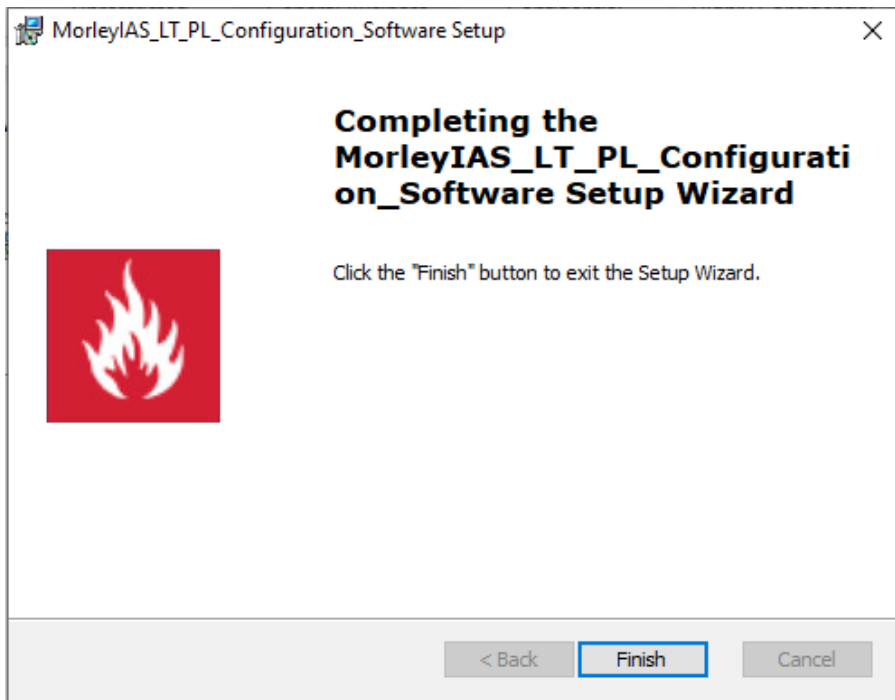 MorleyIAS_LT_PL_Configuration_Software Setup
Completing the
MorleyIAS_LT_PL_Configurati
on_Software Setup Wizard
Click the "Finish" button to exit the Setup Wizard.
< Back
Finish
Cancel